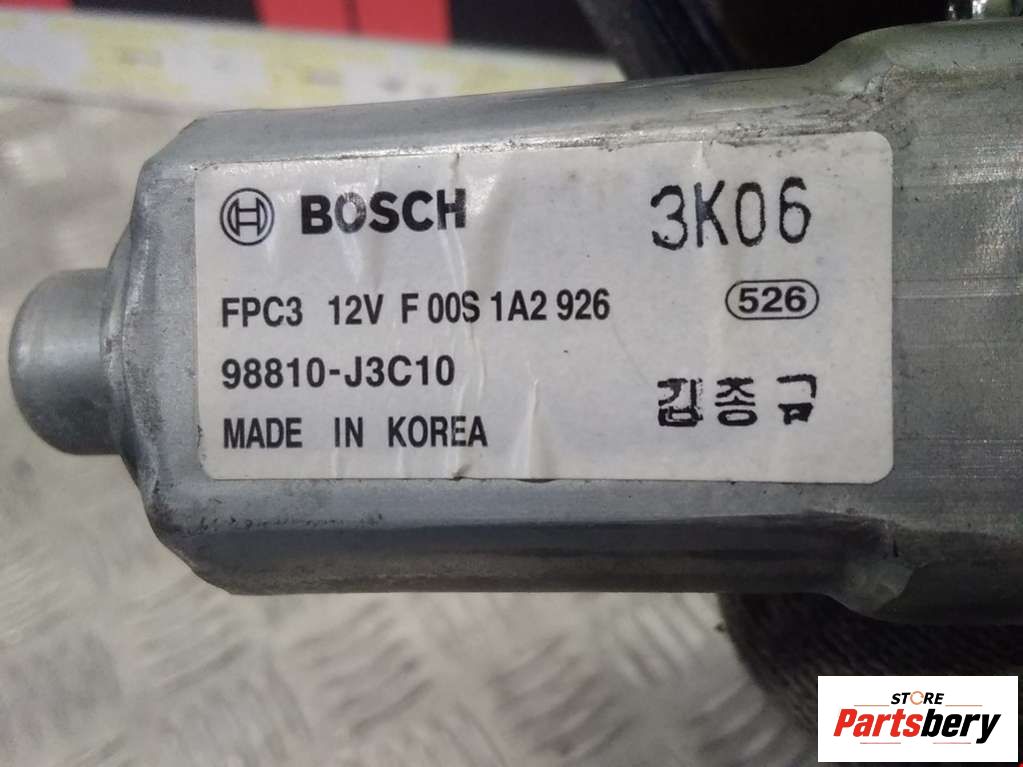 BOSCH 3K06
FPC3 12V F 00S 1A2 926 526
98810-J3C10
김종금
MADE IN KOREA
STORE
Partsbery